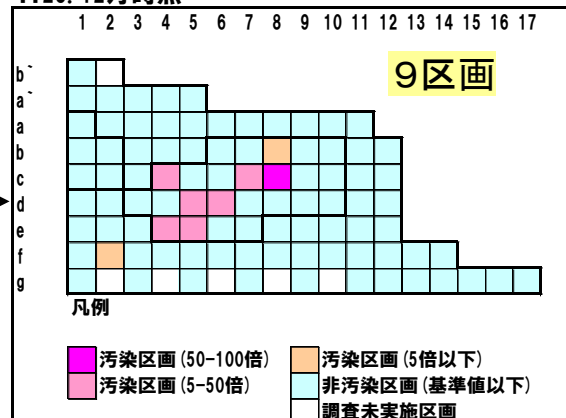 1 2 3 4 5 6 7 8 9 10 11 12 13 14 15 16 17
9区画
b`
a`
a
b
c
d
e
f
g
凡例
汚染区画(50-100倍) 汚染区画(5倍以下)
汚染区画(5-50倍) 非汚染区画(基準値以下)
調査未実施区画